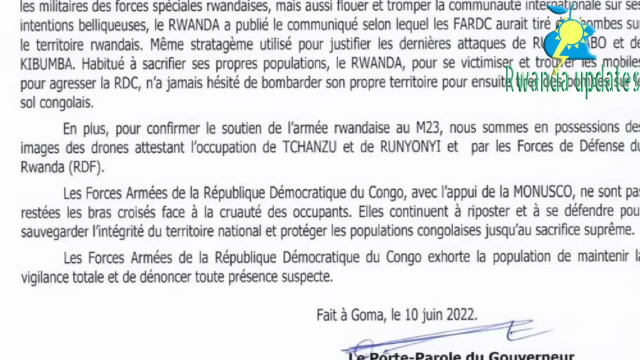 les militaires des forces spéciales rwandaises, mais aussi flouer et tromper la communauté internationale sur ses
intentions belliqueuses, le RWANDA a publié le communiqué selon lequel les FARDC aurait tiré des bombes sur
le territoire rwandais. Même stratagème utilisé pour justifier les dernières attaques de ABO et de
KIBUMBA. Habitué à sacrifier ses propres populations, le RWANDA, pour se victimiser et trouver les mobiles
pour agresser la RDC, n'a jamais hésité de bombarder son propre territoire pour ensuite
sol congolais.
Rwanda updates
En plus, pour confirmer le soutien de l'armée rwandaise au M23, nous sommes en possessions des
images des drones attestant l'occupation de TCHANZU et de RUNYONYI et par les Forces de Défense du
Rwanda (RDF).
Les Forces Armées de la République Démocratique du Congo, avec l'appui de la MONUSCO, ne sont pas
restées les bras croisés face à la cruauté des occupants. Elles continuent à riposter et à se défendre pour
sauvegarder l'intégrité du territoire national et protéger les populations congolaises jusqu'au sacrifice suprême.
Les Forces Armées de la République Démocratique du Congo exhorte la population de maintenir la
vigilance totale et de dénoncer toute présence suspecte.
Fait à Goma, le 10 juin 2022.
Le Porte-Parole du Gouverneur